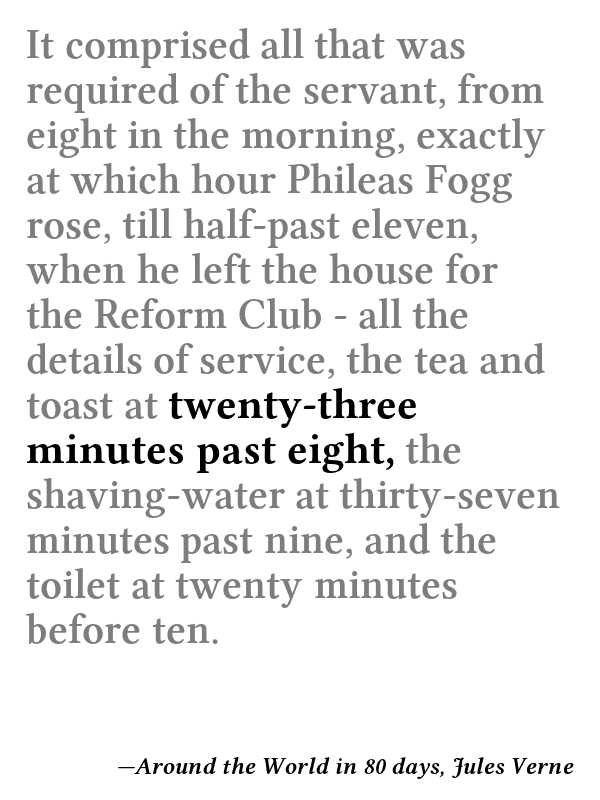 It comprised all that was
required of the servant, from
eight in the morning, exactly
at which hour Phileas Fogg
rose, till half-past eleven,
when he left the house for
the Reform Club - all the
details of service, the tea and
toast at twenty-three
minutes past eight, the
shaving-water at thirty-seven
minutes past nine, and the
toilet at twenty minutes
before ten.
—Around the World in 80 days, Jules Verne